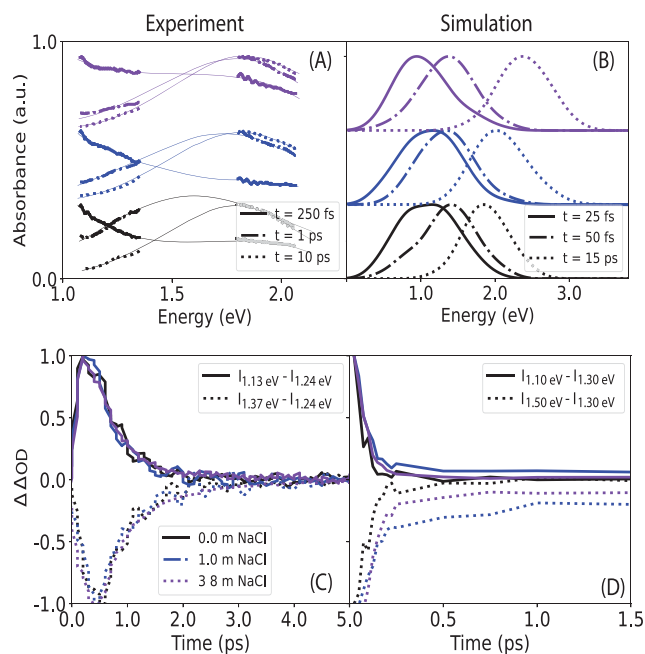 Experiment
Simulation
Absorbance (a.u.)
1.0
0.0
(A)
t = 250 fs
t = 1 ps
t = 10 ps
1.0
1.6
2.0
Energy (eV)
(B)
t = 25 fs
t = 50 fs
t = 15 ps
1.0
2.0
3.0
Energy (eV)
Δ ΔOD
1.0
0.5
0.0
-0.5
-1.0
I1.13 eV - I1.24 eV
I1.37 eV - I1.24 eV
0.0 m NaCl
1.0 m NaCl
3 8 m NaCl
(C)
0.0
1.0
2.0
3.0
4.0
5.0
Time (ps)
I1.10 eV - I1.30 eV
I1.50 eV - I1.30 eV
(D)
0.5
1.0
1.5
Time (ps)